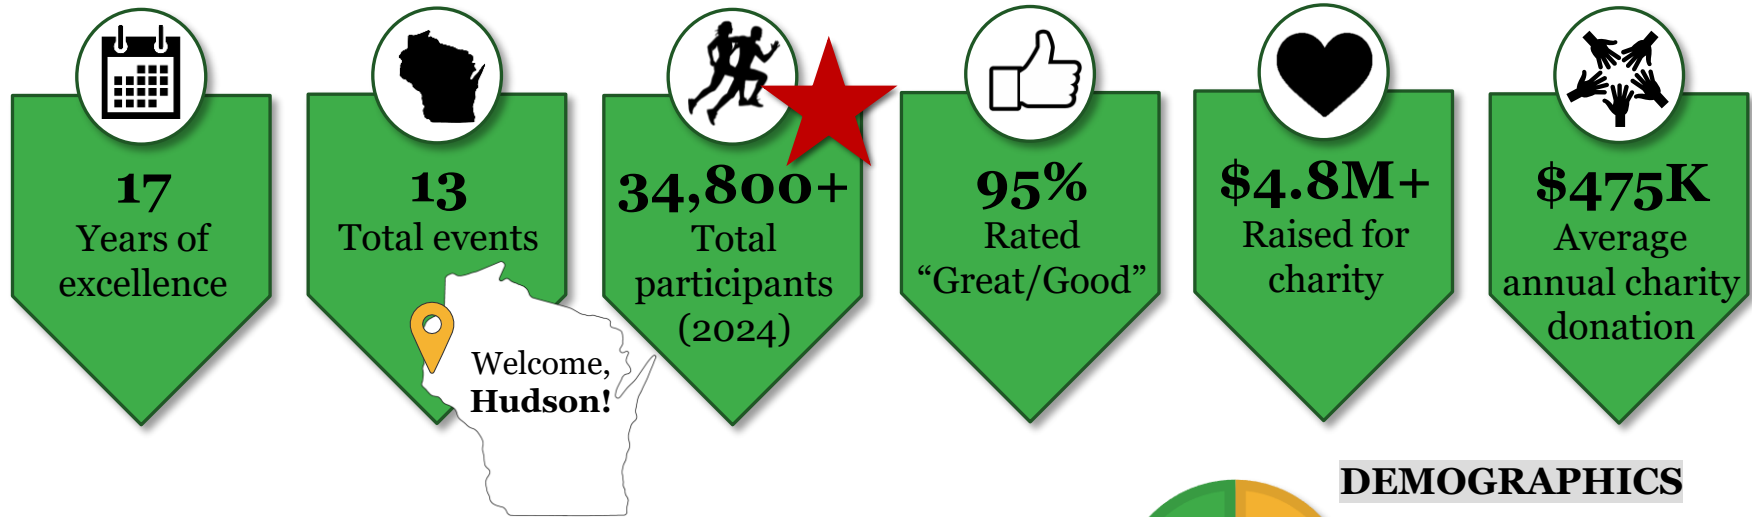 17
Years of
excellence
13
Total events
Welcome,
Hudson!
34,800+
Total
participants
(2024)
95%
Rated
“Great/Good”
$4.8M+
Raised for
charity
$475K
Average
annual charity
donation
DEMOGRAPHICS